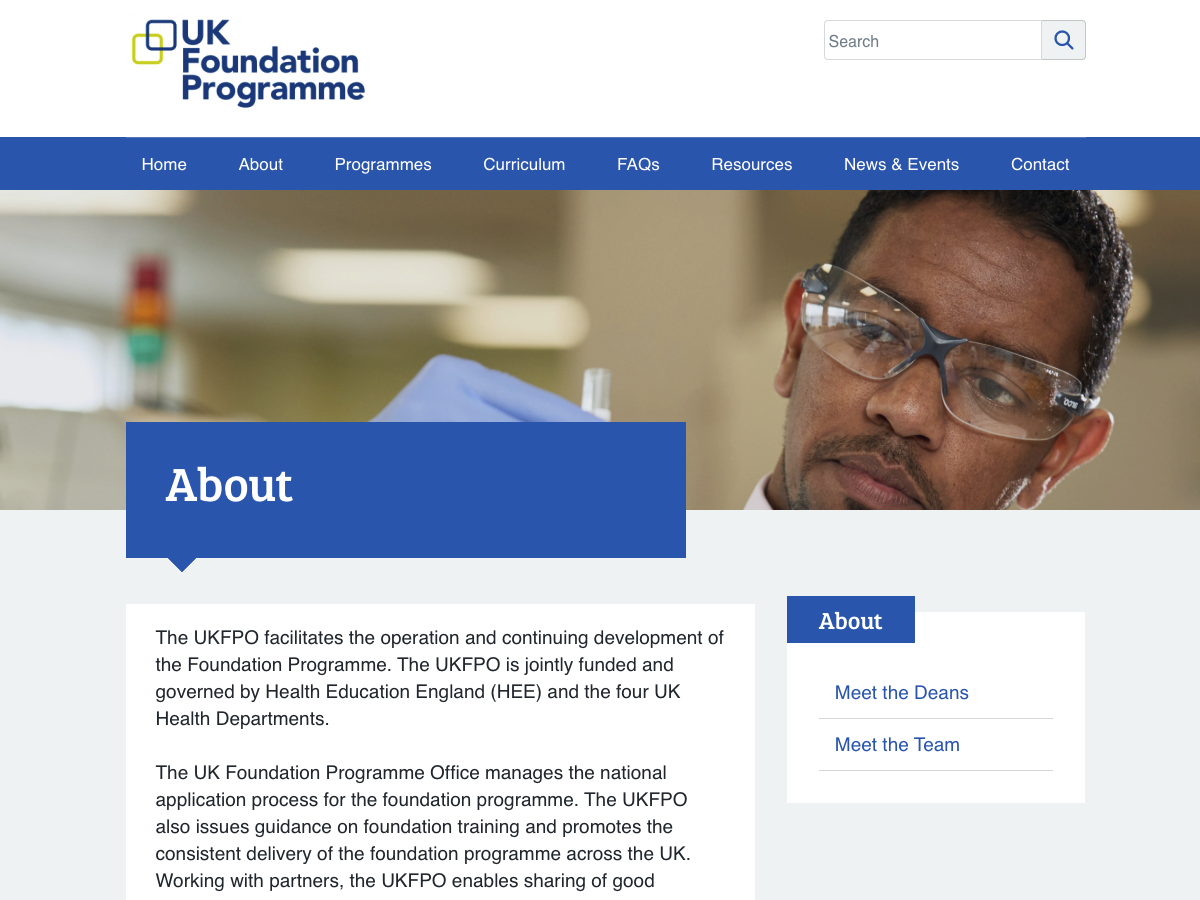 UK
Foundation
Programme
Search
Home About Programmes Curriculum FAQs Resources News & Events Contact
About
The UKFPO facilitates the operation and continuing development of
the Foundation Programme. The UKFPO is jointly funded and
governed by Health Education England (HEE) and the four UK
Health Departments.
The UK Foundation Programme Office manages the national
application process for the foundation programme. The UKFPO
also issues guidance on foundation training and promotes the
consistent delivery of the foundation programme across the UK.
Working with partners, the UKFPO enables sharing of good
About
Meet the Deans
Meet the Team